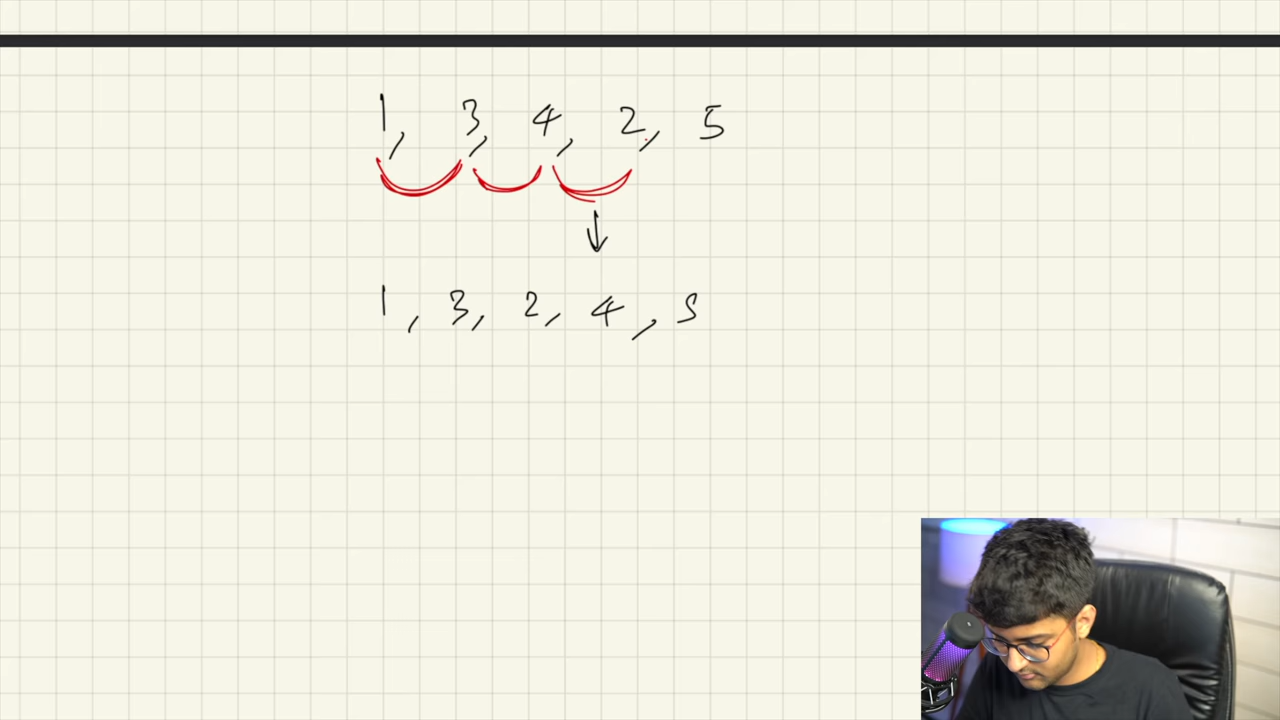 1, 3, 4, 2, 5
1, 3, 2, 4, 5